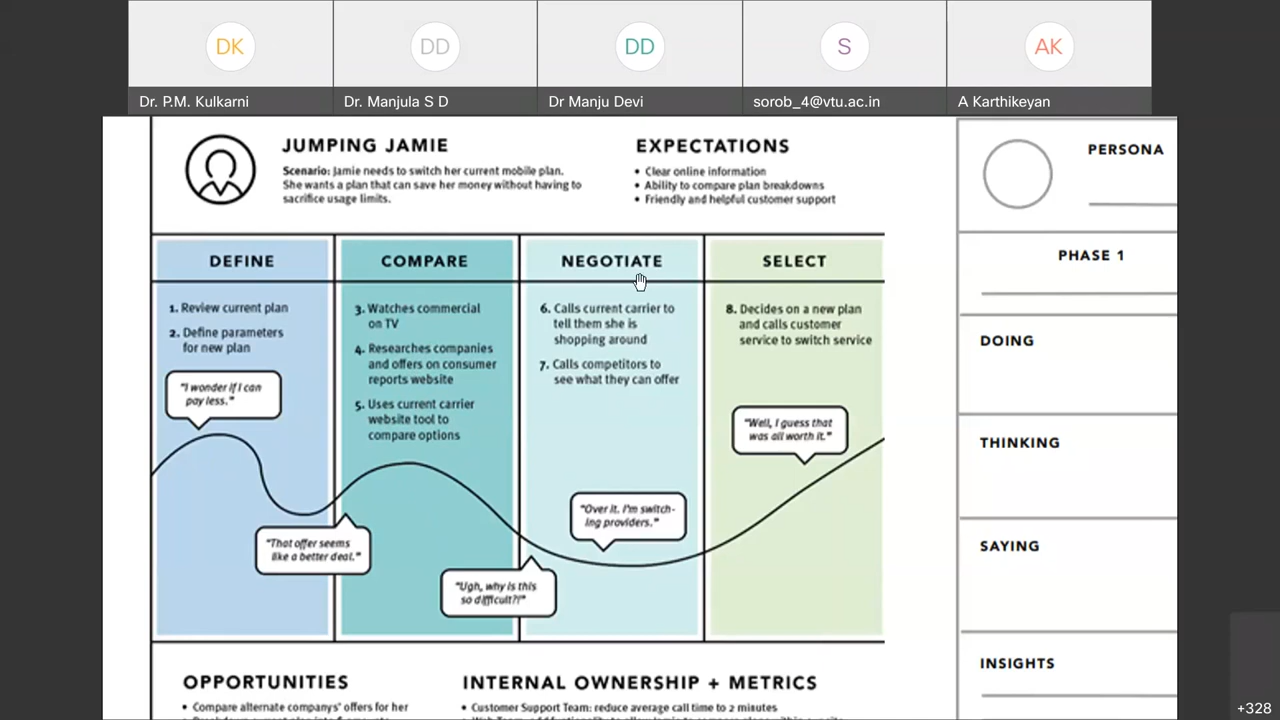 DK
DD
DD
S
AK
Dr. P.M. Kulkarni
Dr. Manjula S D
Dr Manju Devi
sorob_4@vtu.ac.in
A Karthikeyan
JUMPING JAMIE
Scenario: Jamie needs to switch her current mobile plan.
She wants a plan that can save her money without having to
sacrifice usage limits.
EXPECTATIONS
• Clear online information
• Ability to compare plan breakdowns
• Friendly and helpful customer support
DEFINE
1. Review current plan
2. Define parameters
for new plan
"I wonder if I can
pay less."
"That offer seems
like a better deal."
COMPARE
3. Watches commercial
on TV
4. Researches companies
and offers on consumer
reports website
5. Uses current carrier
website tool to
compare options
"Ugh, why is this
so difficult?!"
NEGOTIATE
6. Calls current carrier to
tell them she is
shopping around
7. Calls competitors to
see what they can offer
"Over it. I'm switch-
ing providers."
SELECT
8. Decides on a new plan
and calls customer
service to switch service
"Well, I guess that
was all worth it."
OPPORTUNITIES
• Compare alternate companys' offers for her
INTERNAL OWNERSHIP + METRICS
• Customer Support Team: reduce average call time to 2 minutes
PERSONA
PHASE 1
DOING
THINKING
SAYING
INSIGHTS
+328